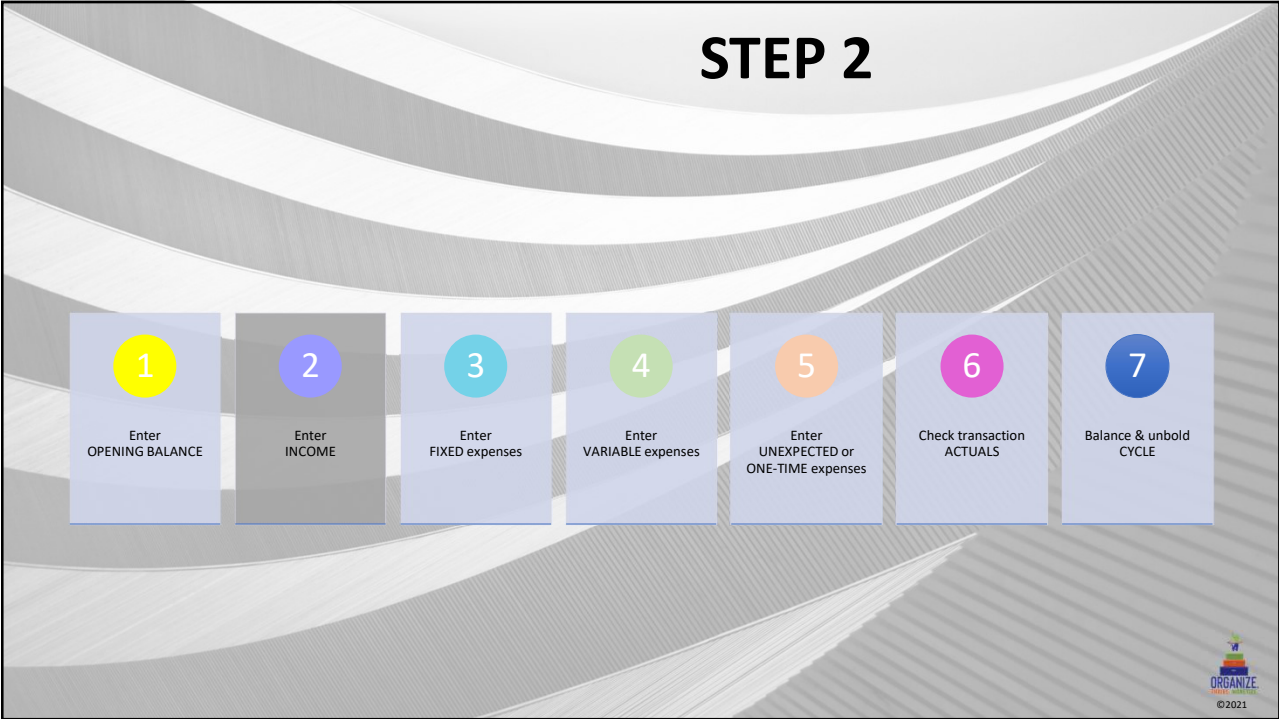 STEP 2
1
Enter
OPENING BALANCE
2
Enter
INCOME
3
Enter
FIXED expenses
4
Enter
VARIABLE expenses
5
Enter
UNEXPECTED or
ONE-TIME expenses
6
Check transaction
ACTUALS
7
Balance & unbold
CYCLE
ORGANIZE
©2021